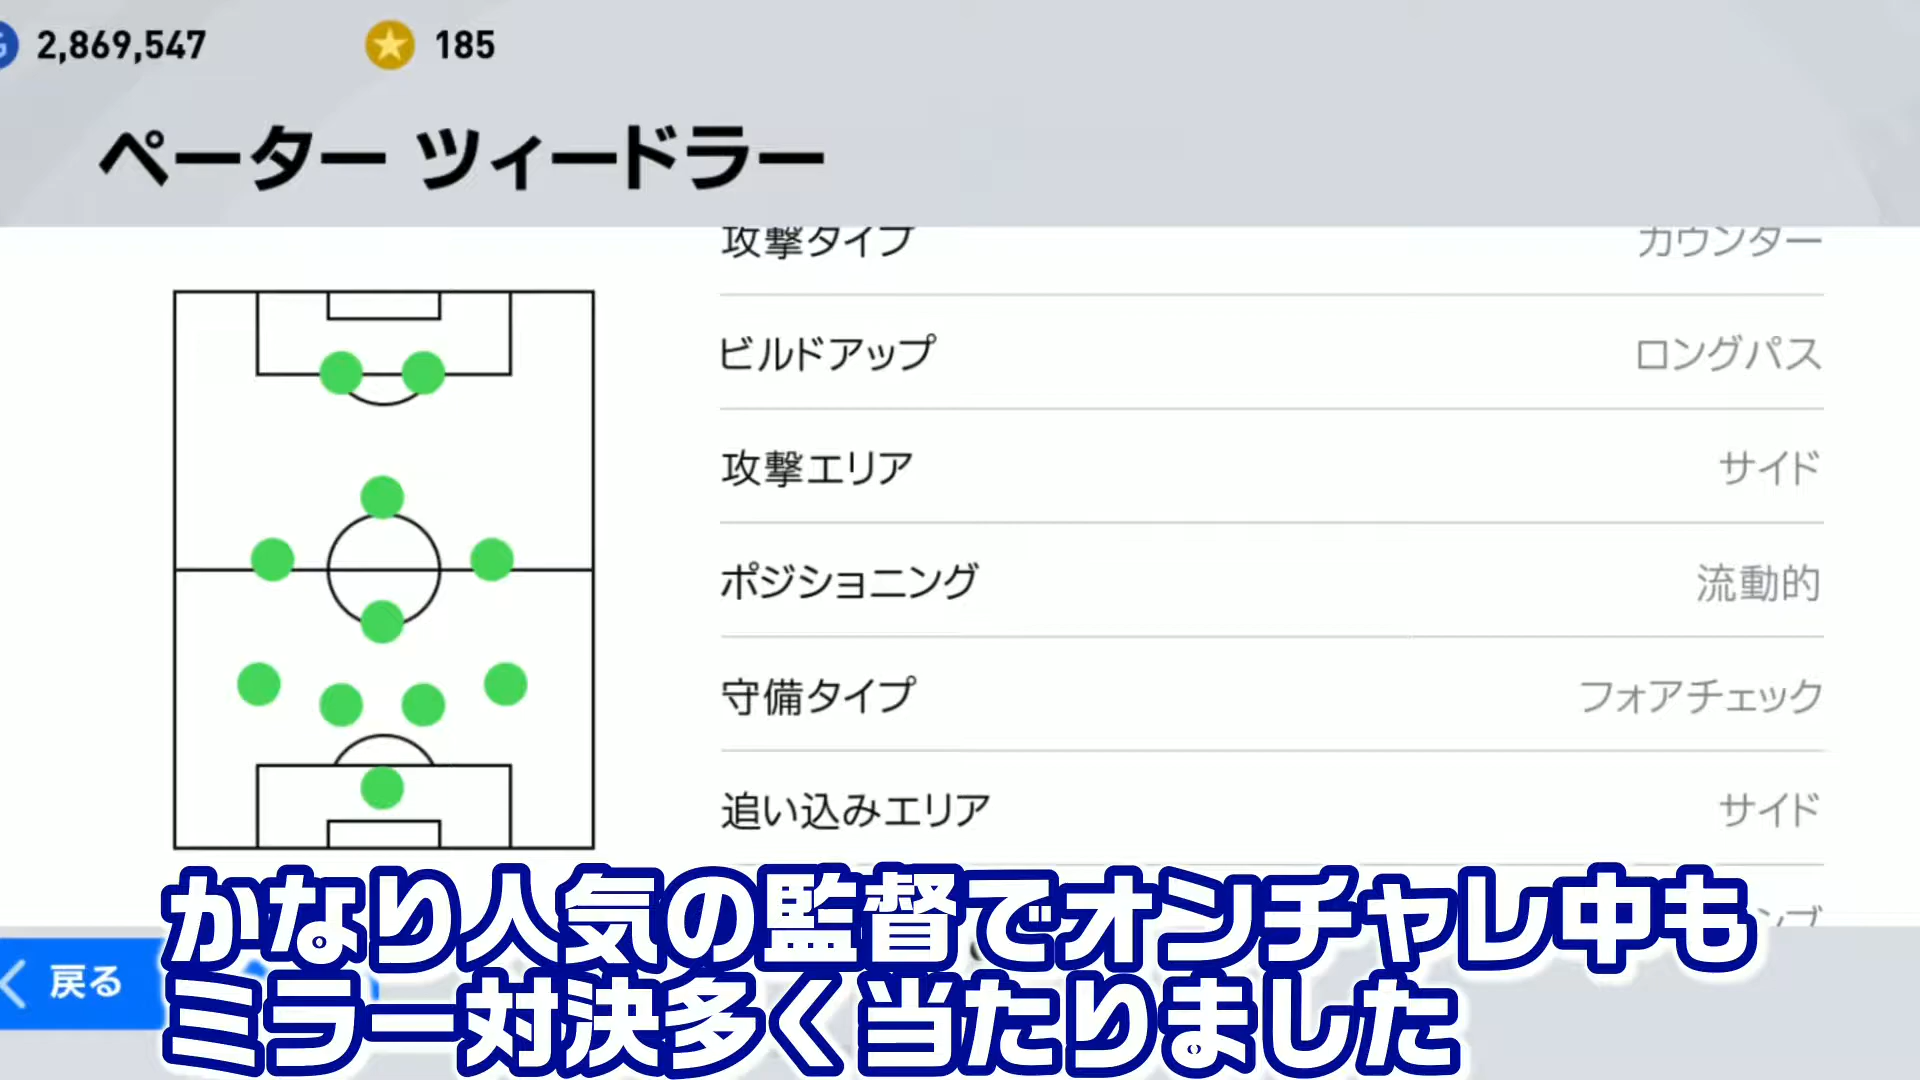 2,869,547 185
ペーター ツィードラー
攻撃タイプ カウンター
ビルドアップ ロングパス
攻撃エリア サイド
ポジショニング 流動的
守備タイプ フォアチェック
追い込みエリア サイド
戻る
かなり人気の監督でオンチャレ中も
ミラー対決多く当たりました